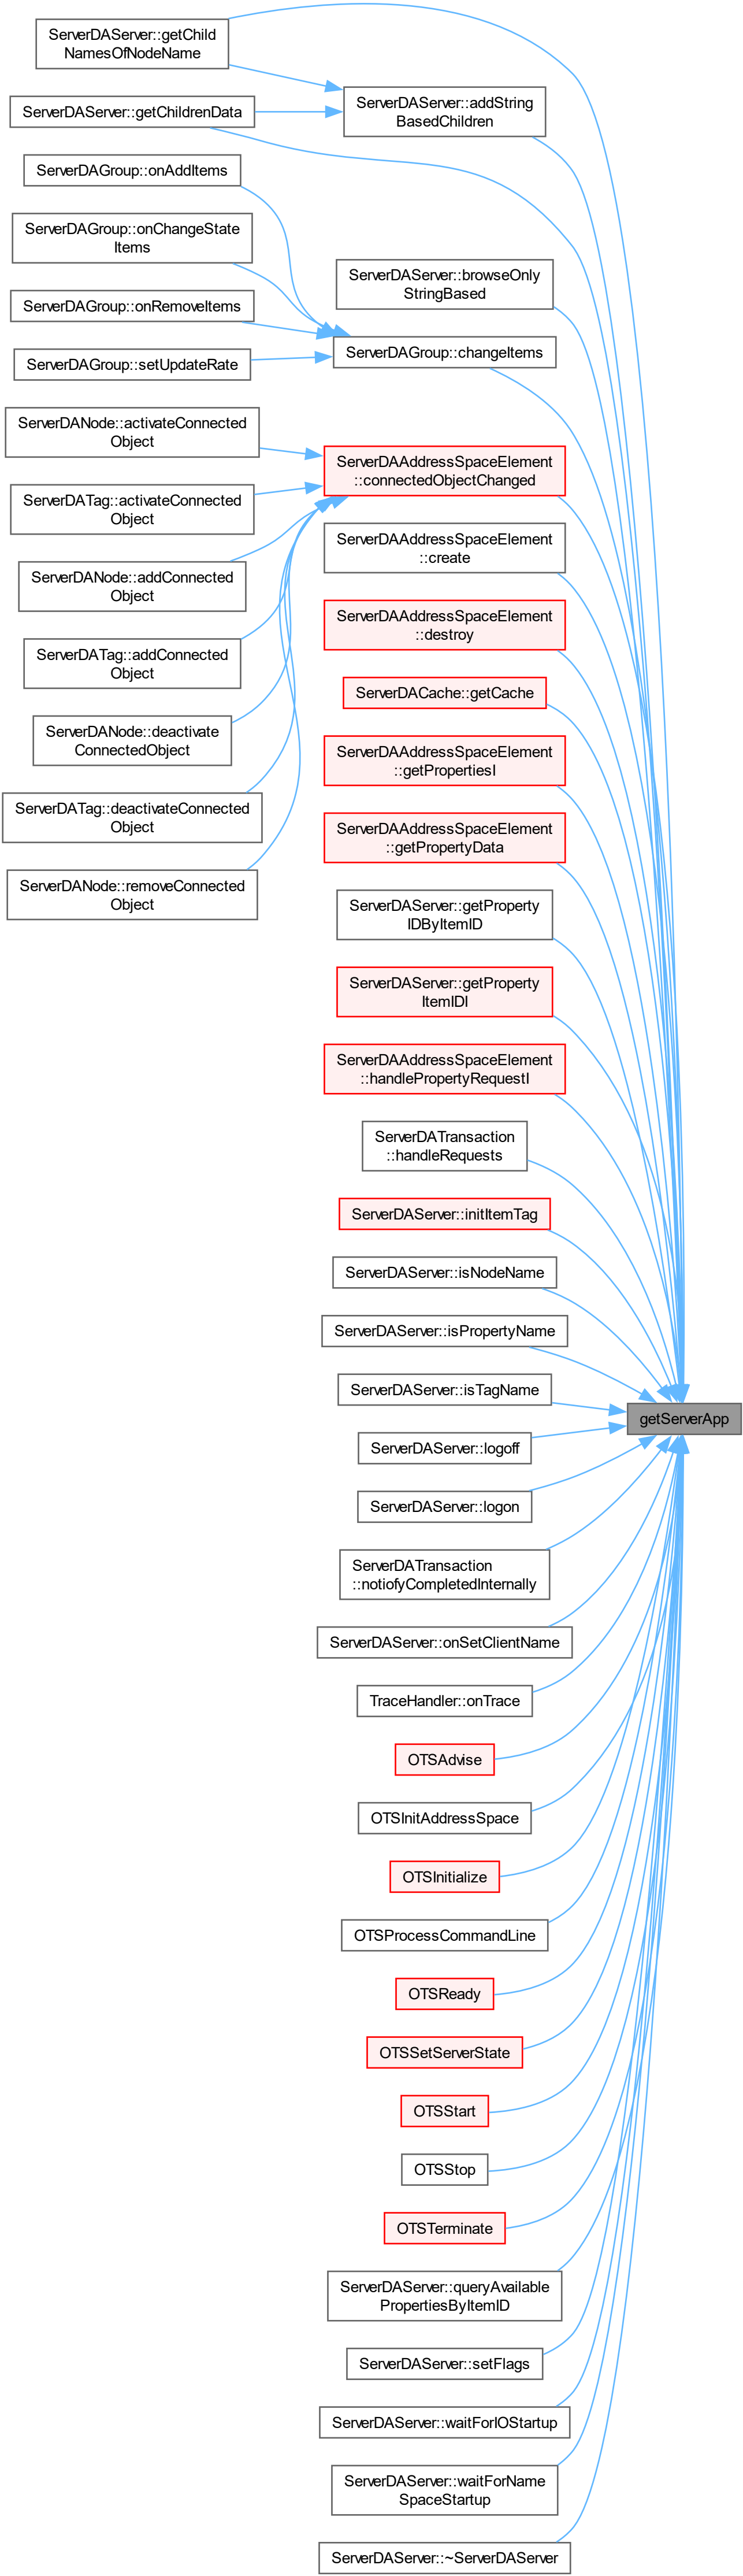 ServerDAServer::getChild
NamesOfNodeName
ServerDAServer::addString
BasedChildren
ServerDAServer::getChildrenData
ServerDAGroup::onAddItems
ServerDAGroup::onChangeState
Items
ServerDAServer::browseOnly
StringBased
ServerDAGroup::onRemoveItems
ServerDAGroup::changeItems
ServerDAGroup::setUpdateRate
ServerDANode::activateConnected
Object
ServerDAAddressSpaceElement
::connectedObjectChanged
ServerDATag::activateConnected
Object
ServerDAAddressSpaceElement
::create
ServerDANode::addConnected
Object
ServerDAAddressSpaceElement
::destroy
ServerDATag::addConnected
Object
ServerDACache::getCache
ServerDANode::deactivate
ConnectedObject
ServerDAAddressSpaceElement
::getPropertiesI
ServerDATag::deactivateConnected
Object
ServerDAAddressSpaceElement
::getPropertyData
ServerDANode::removeConnected
Object
ServerDAServer::getProperty
IDByItemID
ServerDAServer::getProperty
ItemIDI
ServerDAAddressSpaceElement
::handlePropertyRequestI
ServerDATransaction
::handleRequests
ServerDAServer::initItemTag
ServerDAServer::isNodeName
ServerDAServer::isPropertyName
ServerDAServer::isTagName
getServerApp
ServerDAServer::logoff
ServerDAServer::logon
ServerDATransaction
::notiofyCompletedInternally
ServerDAServer::onSetClientName
TraceHandler::onTrace
OTSAdvise
OTSInitAddressSpace
OTSInitialize
OTSProcessCommandLine
OTSReady
OTSSetServerState
OTSStart
OTSStop
OTSTerminate
ServerDAServer::queryAvailable
PropertiesByItemID
ServerDAServer::setFlags
ServerDAServer::waitForIOStartup
ServerDAServer::waitForName
SpaceStartup
ServerDAServer::~ServerDAServer